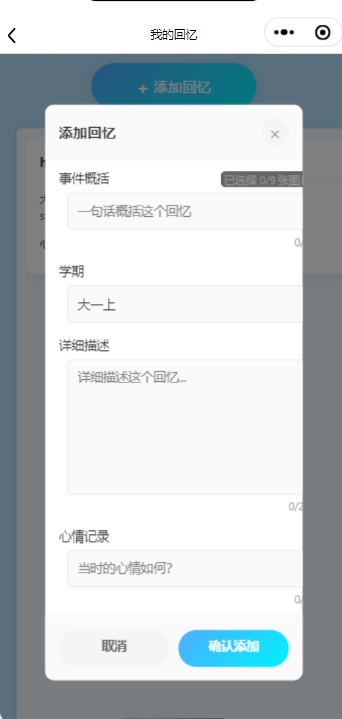 我的回忆
+ 添加回忆
添加回忆
×
事件概括
已选择 0/9 张图
一句话概括这个回忆
0/
学期
大一上
详细描述
详细描述这个回忆...
0/2
心情记录
当时的心情如何?
0/
取消
确认添加